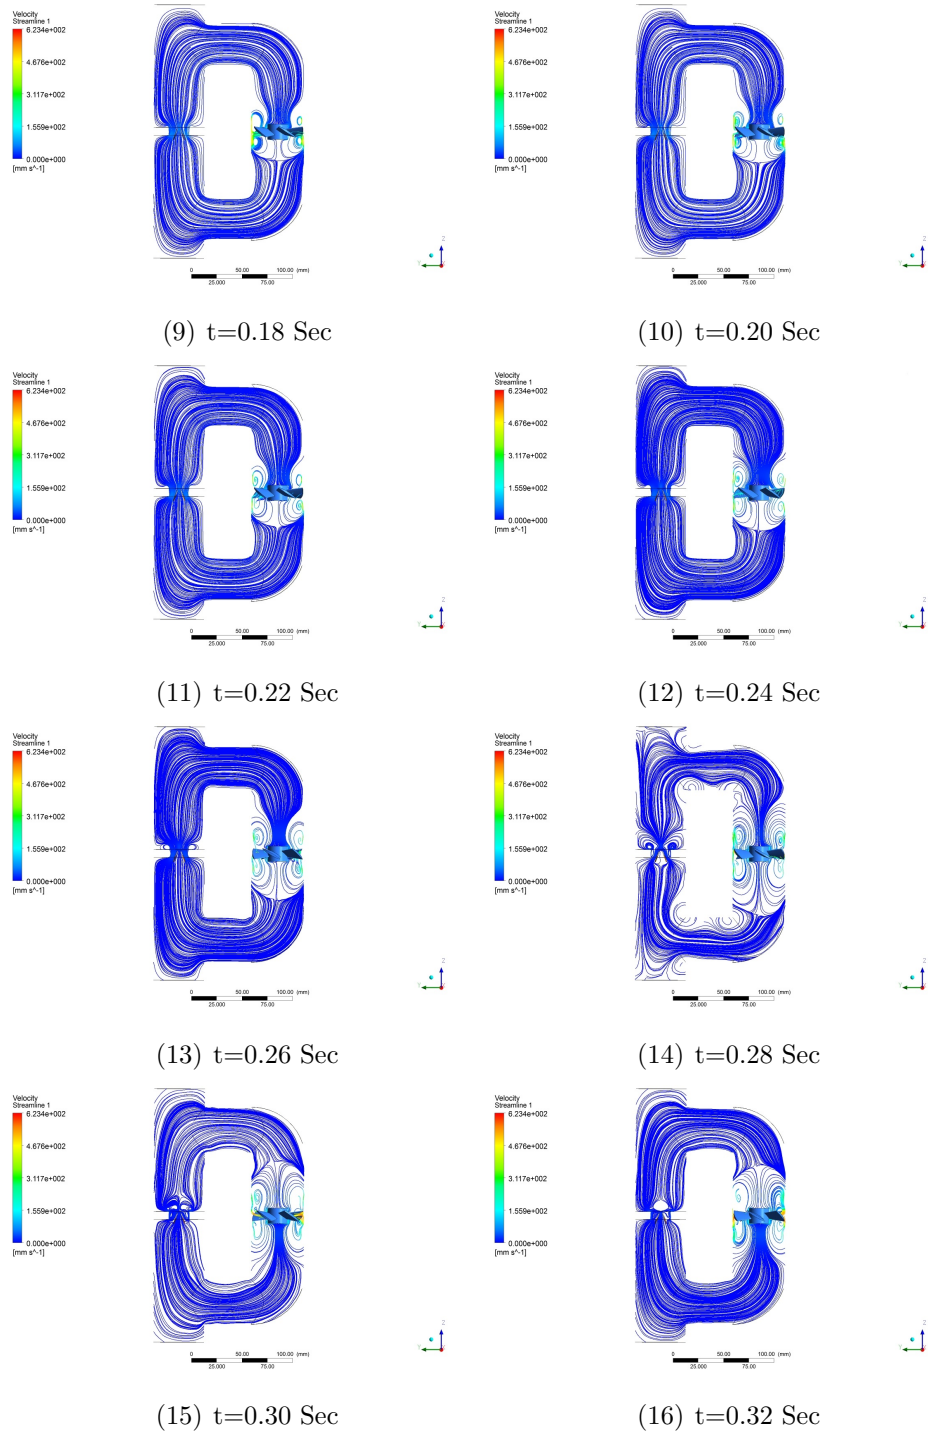 Velocity
Streamline 1
6.234e+002
4.676e+002
3.117e+002
1.559e+002
0.000e+000
[mm s^-1]
0 50.00 100.00 (mm)
25.000 75.00
Z
Y
(9) t=0.18 Sec
Velocity
Streamline 1
6.234e+002
4.676e+002
3.117e+002
1.559e+002
0.000e+000
[mm s^-1]
0 50.00 100.00 (mm)
25.000 75.00
Z
Y
(10) t=0.20 Sec
Velocity
Streamline 1
6.234e+002
4.676e+002
3.117e+002
1.559e+002
0.000e+000
[mm s^-1]
0 50.00 100.00 (mm)
25.000 75.00
Z
Y
(11) t=0.22 Sec
Velocity
Streamline 1
6.234e+002
4.676e+002
3.117e+002
1.559e+002
0.000e+000
[mm s^-1]
0 50.00 100.00 (mm)
25.000 75.00
Z
Y
(12) t=0.24 Sec
Velocity
Streamline 1
6.234e+002
4.676e+002
3.117e+002
1.559e+002
0.000e+000
[mm s^-1]
0 50.00 100.00 (mm)
25.000 75.00
Z
Y
(13) t=0.26 Sec
Velocity
Streamline 1
6.234e+002
4.676e+002
3.117e+002
1.559e+002
0.000e+000
[mm s^-1]
0 50.00 100.00 (mm)
25.000 75.00
Z
Y
(14) t=0.28 Sec
Velocity
Streamline 1
6.234e+002
4.676e+002
3.117e+002
1.559e+002
0.000e+000
[mm s^-1]
0 50.00 100.00 (mm)
25.000 75.00
Z
Y
(15) t=0.30 Sec
Velocity
Streamline 1
6.234e+002
4.676e+002
3.117e+002
1.559e+002
0.000e+000
[mm s^-1]
0 50.00 100.00 (mm)
25.000 75.00
Z
Y
(16) t=0.32 Sec